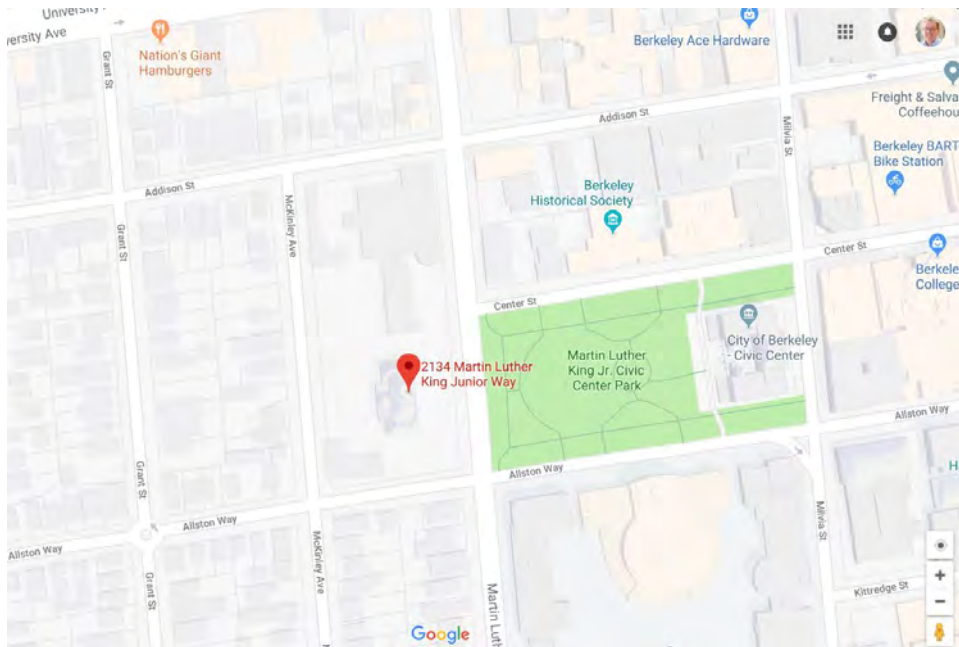 University
versity Ave
Grant St
Nation's Giant
Hamburgers
Berkeley Ace Hardware
Freight & Salva
Coffeehou
Addison St
Milvia St
Berkeley BART
Bike Station
Berkeley
Historical Society
Addison St
McKinley Ave
Grant St
Center St
Berkele
College
Center St
City of Berkeley
- Civic Center
Martin Luther
King Jr. Civic
Center Park
2134 Martin Luther
King Junior Way
Allston Way
Allston Way
H
Grant St
Allston Way
Allston Way
Milvia St
McKinley Ave
Grant St
Martin Luth
Kittredge St
Google